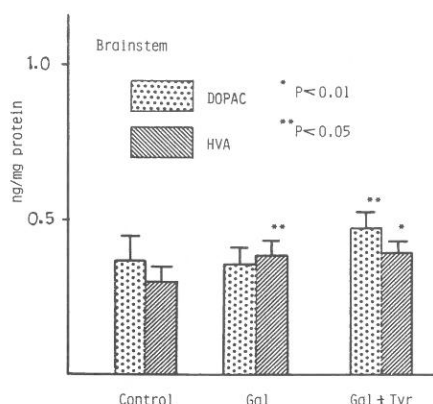 Brainstem
1.0
DOPAC
* P<0.01
HVA
** P<0.05
ng/mg protein
0.5
**
**
*
Control Gal Gal + Tyr